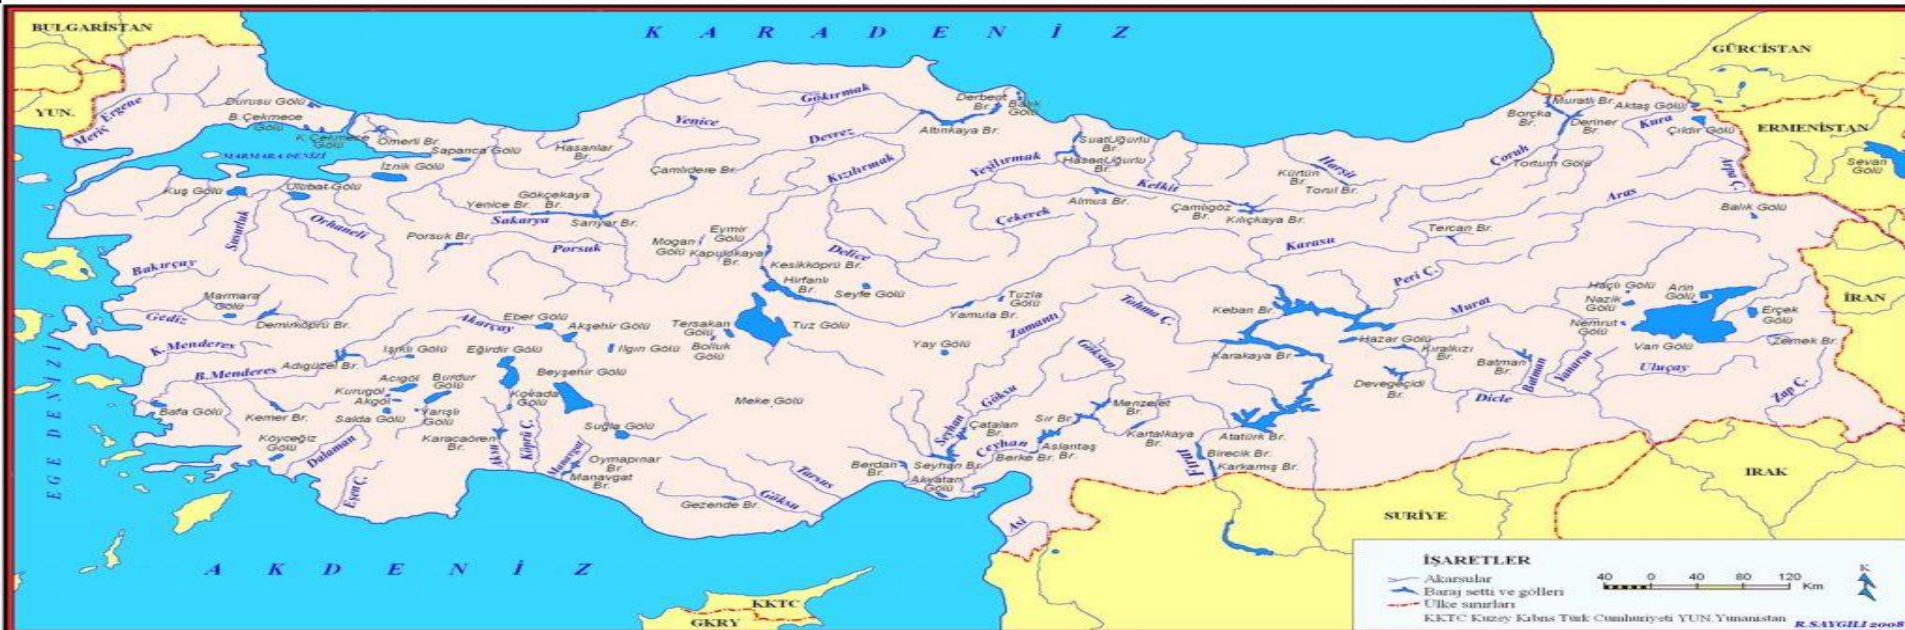 KARADENİZ
BULGARİSTAN
GÜRCİSTAN
YUN.
Meriç
Ergene
Durusu Gölü
B.Çekmece
Gölü
K.Çekmece
Gölü
Ömerli Br.
MARMARA DENİZİ
Sapanca Gölü
İznik Gölü
Kuş Gölü
Ulubat Gölü
Hasanlar
Br.
Yenice
Gökırmak
Devrez
Derbent
Br.
Balık
Gölü
Altınkaya Br.
Çamlıdere Br.
Kızılırmak
Yeşilırmak
SuatUğurlu
Br.
HasanUğurlu
Br.
Kelkit
Almus Br.
Çamlıgöz
Br.
Kılıçkaya Br.
Kürtün
Br.
Torul Br.
Harşit
Çoruh
Borçka
Br.
Muratlı Br.
Deriner
Br.
Tortum Gölü
Aktaş Gölü
Kura
Çıldır Gölü
ERMENİSTAN
Sevan
Gölü
Arpa Ç.
Aras
Balık Gölü
Susurluk
Orhaneli
Gökçekaya
Br.
Yenice Br.
Sakarya
Sarıyar Br.
Porsuk Br.
Porsuk
Mogan
Gölü
Eymir
Gölü
Kapulukaya
Br.
Kesikköprü Br.
Hirfanlı
Br.
Delice
Çekerek
Seyfe Gölü
Tuzla
Gölü
Yamula Br.
Zamantı
Karasu
Tercan Br.
Peri Ç.
Tohma Ç.
Keban Br.
Murat
Haçlı Gölü
Nazik
Gölü
Arin
Gölü
Nemrut
Gölü
Van Gölü
Erçek
Gölü
Zernek Br.
İRAN
Bakırçay
Marmara
Gölü
Gediz
Demirköprü Br.
K.Menderes
B.Menderes
Adıgüzel Br.
Akarçay
Eber Gölü
Akşehir Gölü
Ilgın Gölü
Tersakan
Gölü
Bolluk
Gölü
Tuz Gölü
Işıklı Gölü
Eğirdir Gölü
Beyşehir Gölü
Acıgöl
Burdur
Gölü
Kurugöl
Akgöl
Salda Gölü
Yarışlı
Gölü
Kovada
Gölü
Suğla Gölü
Meke Gölü
Yay Gölü
Bafa Gölü
Kemer Br.
Köyceğiz
Gölü
Dalaman
Eşen Ç.
Karacaören
Br.
Aksu
Köprü Ç.
Manavgat
Oymapınar
Br.
Manavgat
Br.
Gezende Br.
Göksu
Tarsus
Berdan
Br.
Seyhan Br.
Akyatan
Gölü
Seyhan
Göksu
Göksun
Çatalan
Br.
Ceyhan
Sır Br.
Menzelet
Br.
Aslantaş
Berke Br.
Br.
Kartalkaya
Br.
Karakaya Br.
Atatürk Br.
Birecik Br.
Karkamış Br.
Fırat
Hazar Gölü
Kıralkızı
Br.
Devegeçidi
Br.
Batman
Br.
Batman
Yanarsu
Dicle
Uluçay
Zap Ç.
Asi
EGE DENİZİ
AKDENİZ
KKTC
GKRY
SURİYE
IRAK
İŞARETLER
Akarsular
Baraj setti ve gölleri
Ülke sınırları
KKTC Kuzey Kıbrıs Türk Cumhuriyeti YUN.Yunanistan
40 0 40 80 120 Km
K
R.SAYGILI 2008